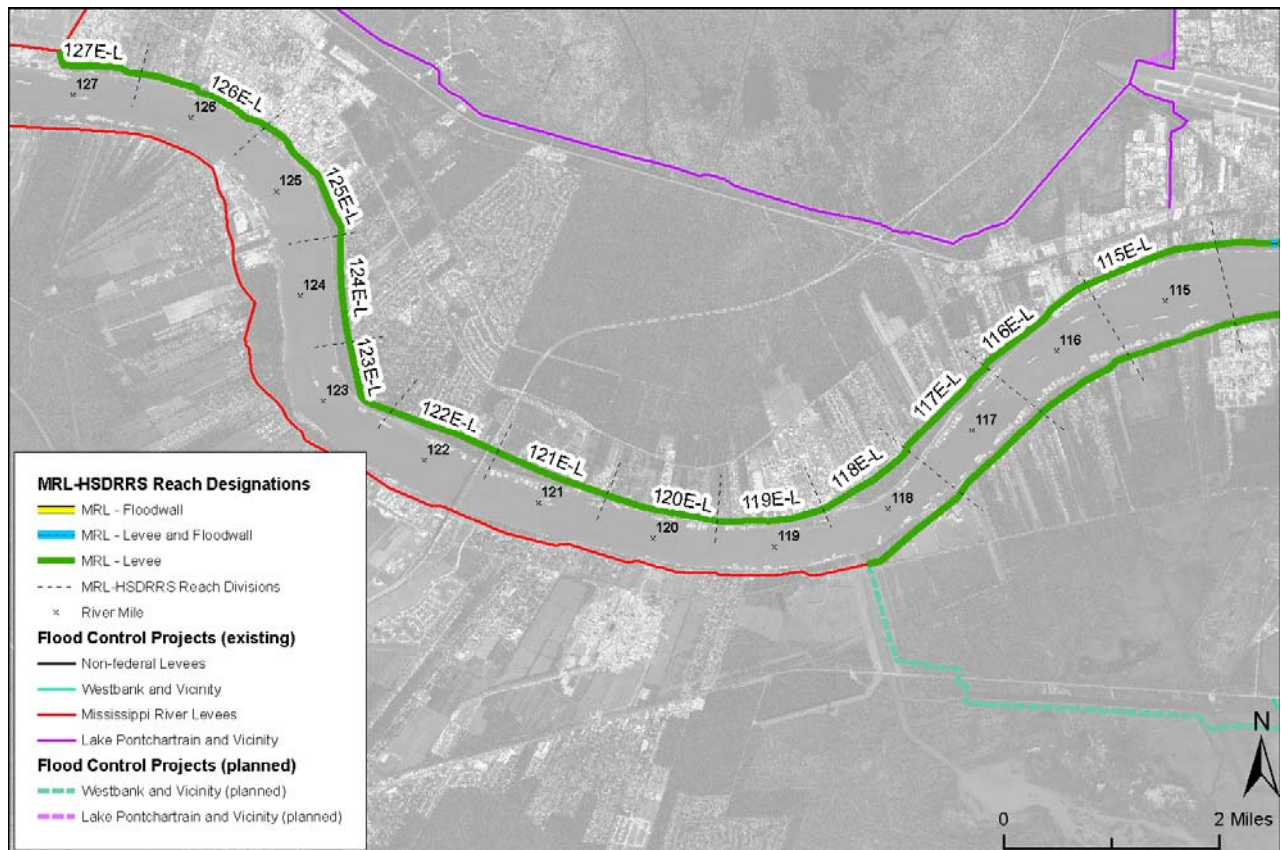 127E-L
127
126E-L
126
125E-L
125
124E-L
124
123E-L
123
122E-L
122
121E-L
121
120E-L
120
119E-L
119
118E-L
118
117E-L
117
116E-L
116
115E-L
115
MRL-HSDRRS Reach Designations
MRL - Floodwall
MRL - Levee and Floodwall
MRL - Levee
MRL-HSDRRS Reach Divisions
River Mile
Flood Control Projects (existing)
Non-federal Levees
Westbank and Vicinity
Mississippi River Levees
Lake Pontchartrain and Vicinity
Flood Control Projects (planned)
Westbank and Vicinity (planned)
Lake Pontchartrain and Vicinity (planned)
N
0 2 Miles